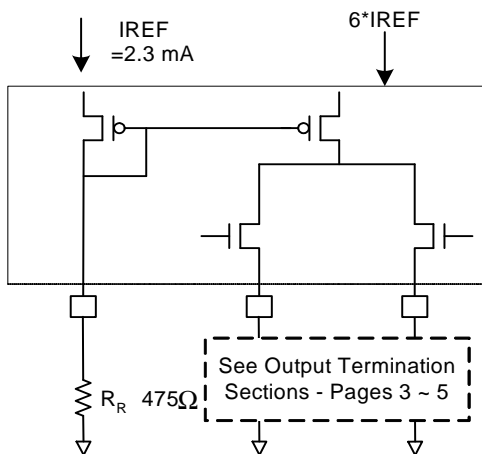 IREF
=2.3 mA
6*IREF
See Output Termination
Sections - Pages 3 ~ 5
RR 475Ω